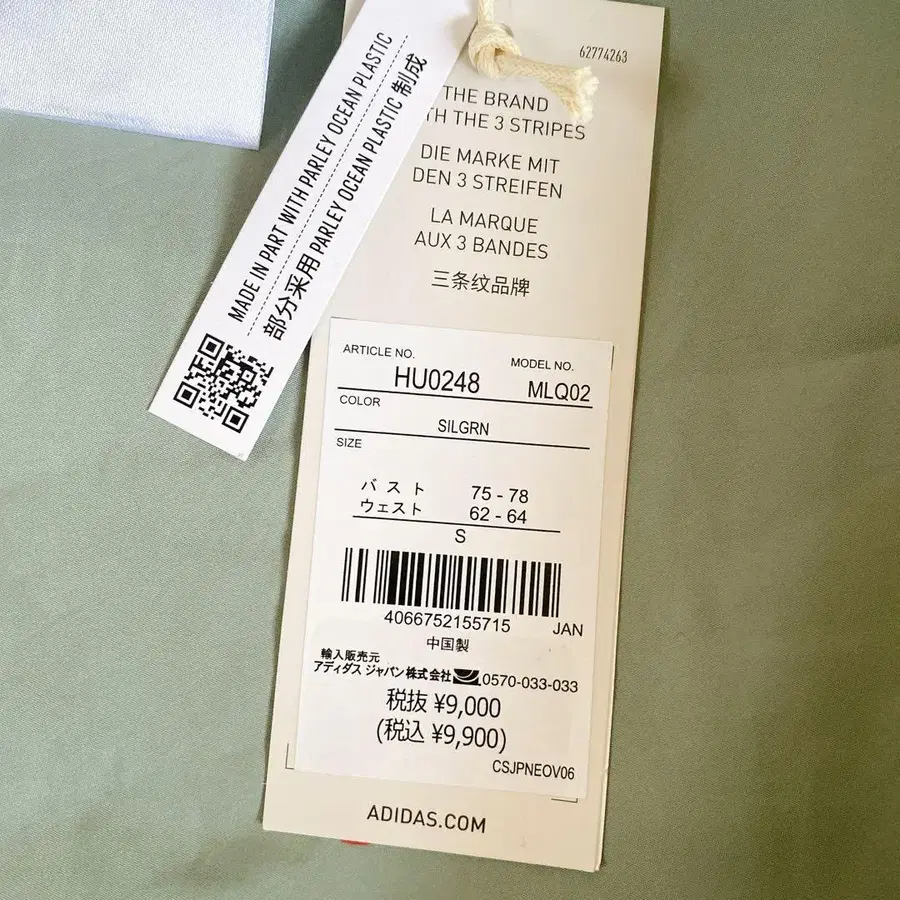 MADE IN PART WITH PARLEY OCEAN PLASTIC
部分采用 PARLEY OCEAN PLASTIC 制成
62774263
THE BRAND
THE 3 STRIPES
DIE MARKE MIT
DEN 3 STREIFEN
LA MARQUE
AUX 3 BANDES
三条纹品牌
ARTICLE NO. MODEL NO.
HU0248 MLQ02
COLOR
SILGRN
SIZE
バスト 75 - 78
ウェスト 62 - 64
S
4066752155715 JAN
中国製
輸入販売元
アディダス ジャパン株式会社 0570-033-033
税抜 ¥9,000
(税込 ¥9,900)
CSJPNEOV06
ADIDAS.COM